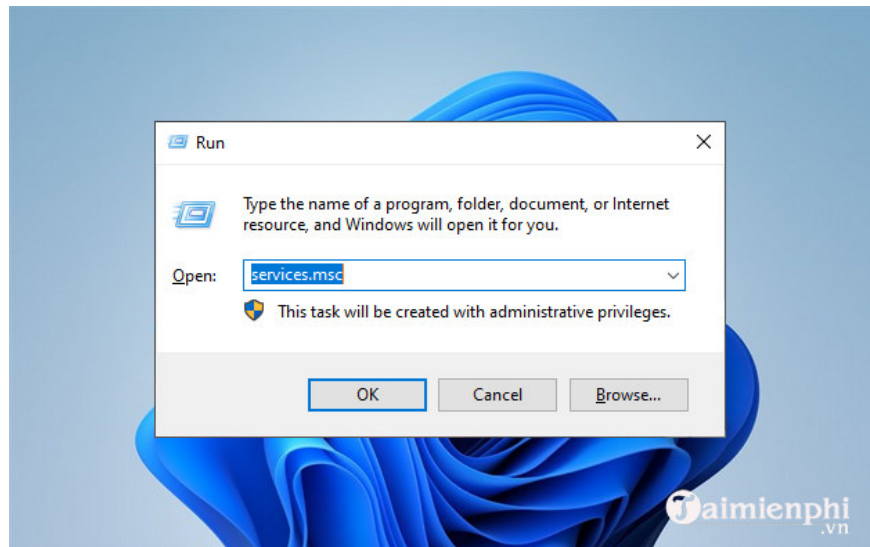 Run
Type the name of a program, folder, document, or Internet
resource, and Windows will open it for you.
Open: services.msc
This task will be created with administrative privileges.
OK Cancel Browse...
Taimienphi
.vn